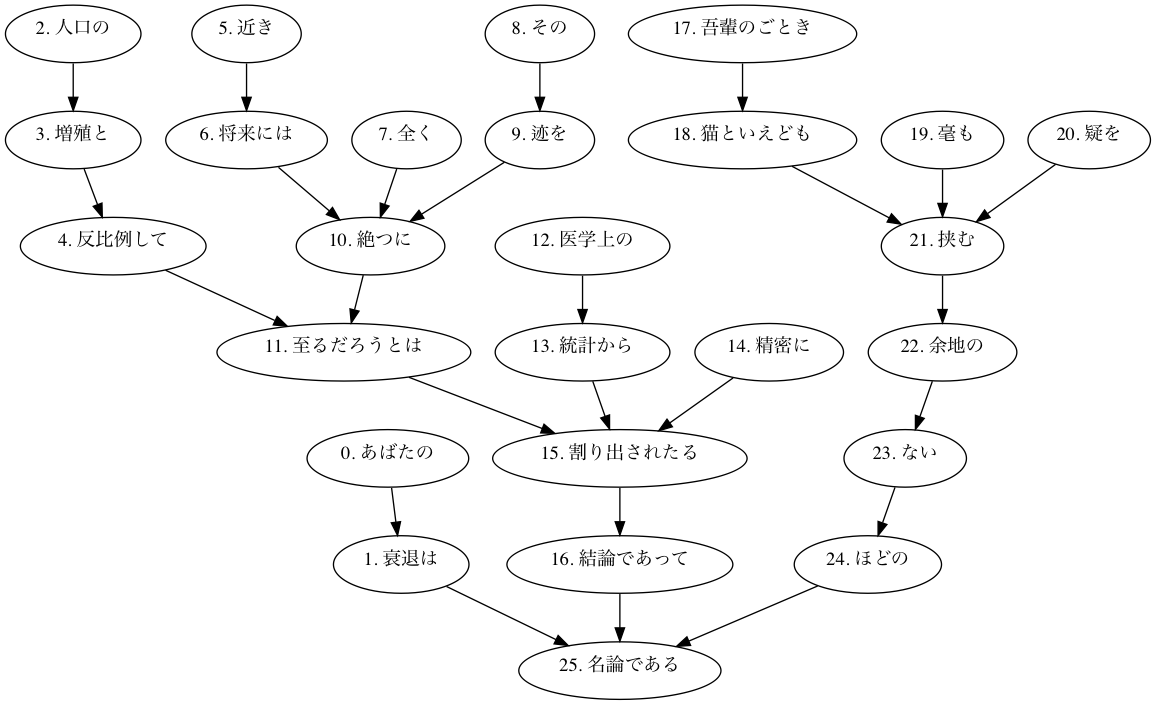 2. 人口の
5. 近き
8. その
17. 吾輩のごとき
3. 増殖と
6. 将来には
7. 全く
9. 迹を
18. 猫といえども
19. 毫も
20. 疑を
4. 反比例して
10. 絶つに
12. 医学上の
21. 挟む
11. 至るだろうとは
13. 統計から
14. 精密に
22. 余地の
0. あばたの
15. 割り出されたる
23. ない
1. 衰退は
16. 結論であって
24. ほどの
25. 名論である